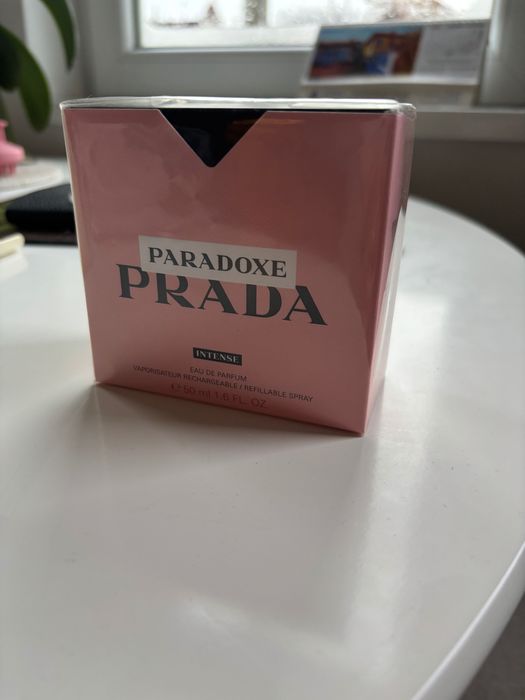 PARADOXE
PRADA
INTENSE
EAU DE PARFUM
VAPORISATEUR RECHARGEABLE / REFILLABLE SPRAY
℮ 50 ml 1.6 FL. OZ.